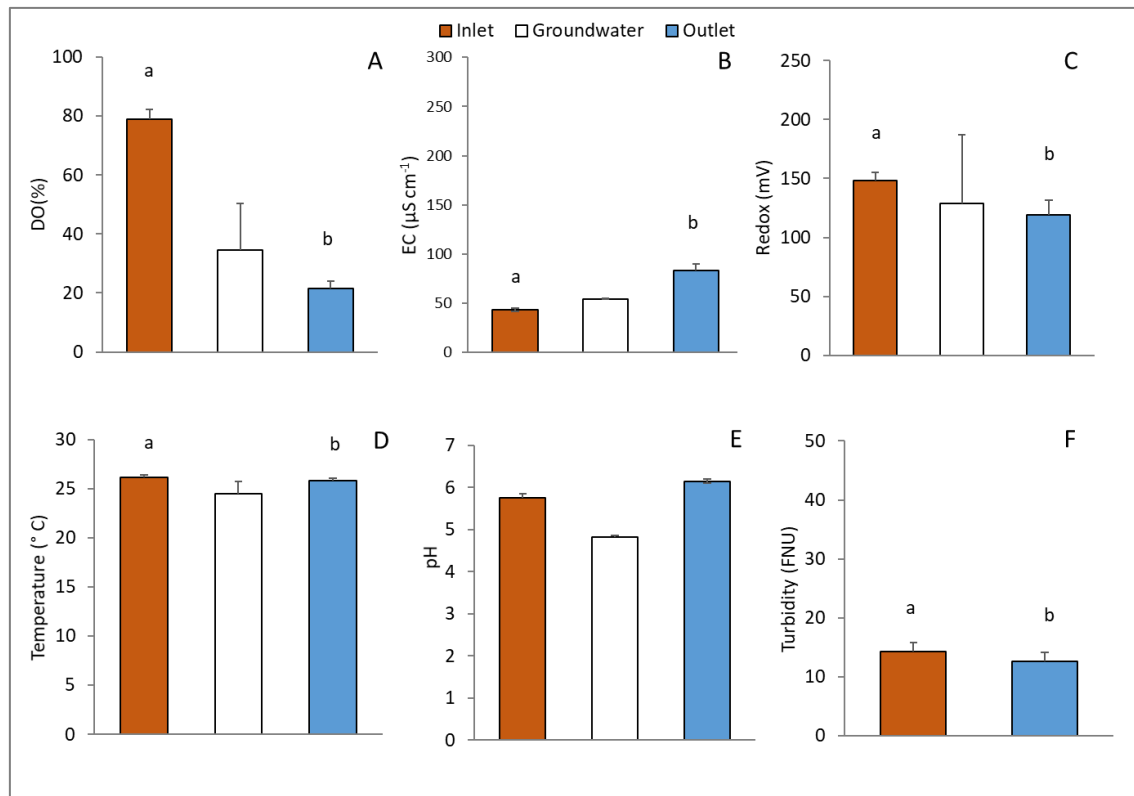 Inlet Groundwater Outlet
A
100
80
60
40
20
0
DO(%)
a
b
B
300
250
200
150
100
50
0
EC (µS cm⁻¹)
a
b
C
250
200
150
100
50
0
Redox (mV)
a
b
D
30
25
20
15
10
5
0
Temperature (° C)
a
b
E
7
6
5
4
3
2
1
0
pH
F
50
40
30
20
10
0
Turbidity (FNU)
a
b